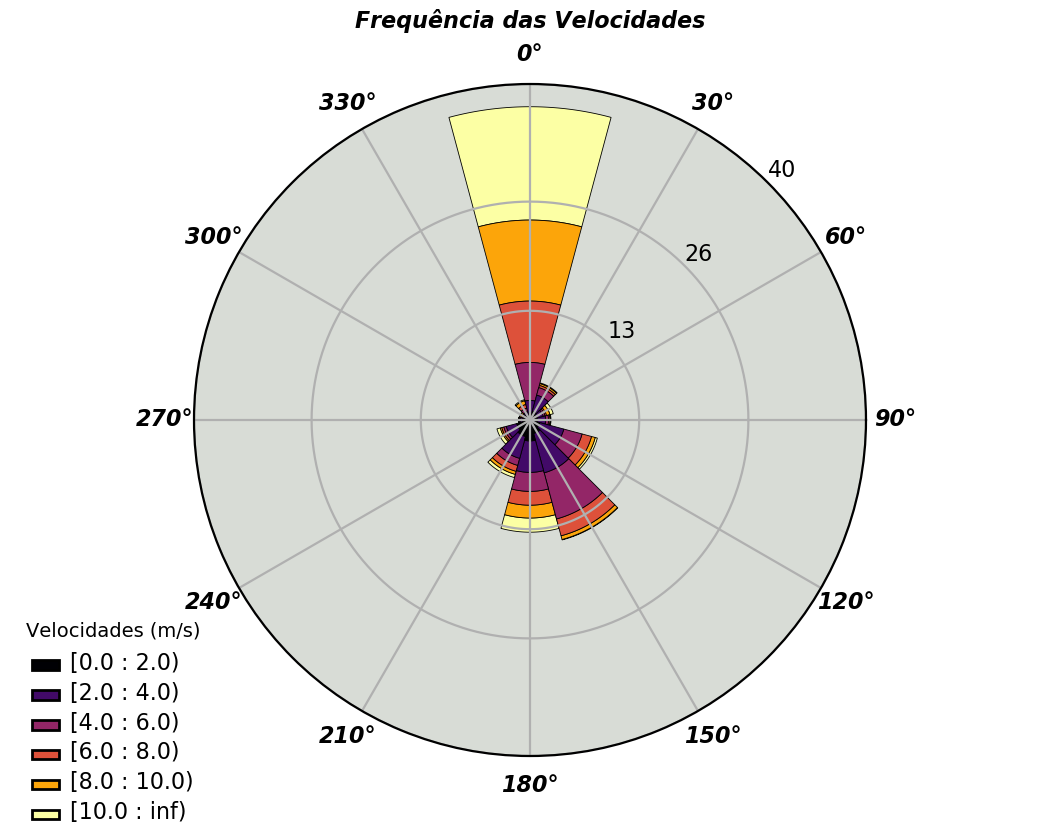 Frequência das Velocidades
0°
330°
30°
40
300°
60°
26
13
270°
90°
240°
120°
210°
150°
180°
Velocidades (m/s)
[0.0 : 2.0)
[2.0 : 4.0)
[4.0 : 6.0)
[6.0 : 8.0)
[8.0 : 10.0)
[10.0 : inf)